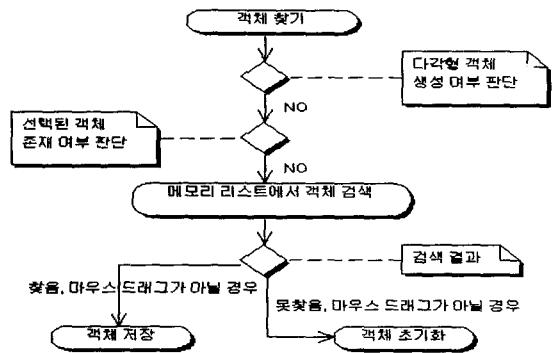 객체 찾기
다각형 객체
생성 여부 판단
NO
선택된 객체
존재 여부 판단
NO
메모리 리스트에서 객체 검색
검색 결과
찾음, 마우스 드래그가 아닐 경우
못찾음, 마우스 드래그가 아닐 경우
객체 저장
객체 초기화